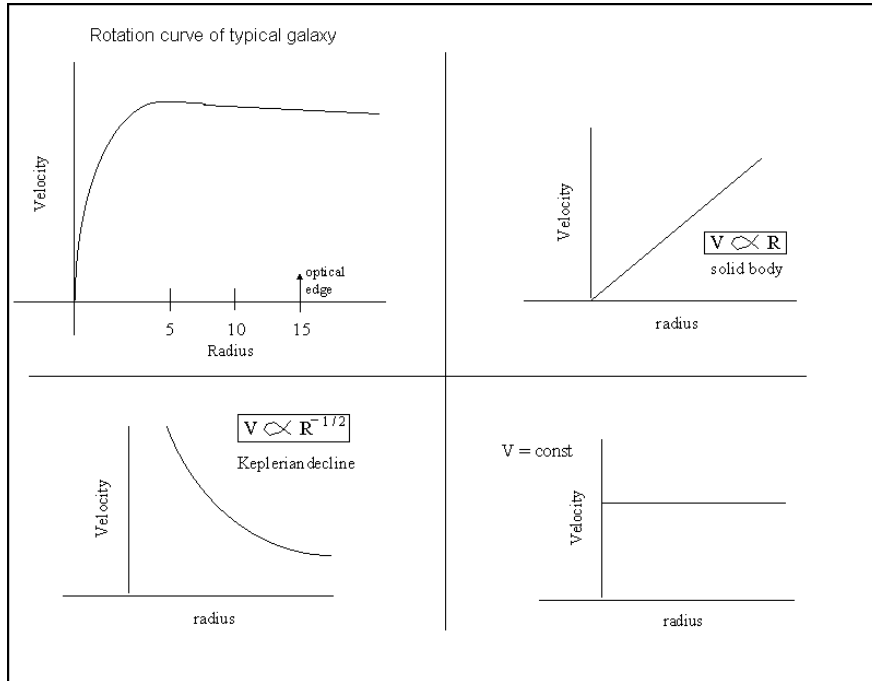 Rotation curve of typical galaxy
Velocity
optical
edge
5 10 15
Radius
Velocity
V ∝ R
solid body
radius
V ∝ R⁻¹/²
Keplerian decline
Velocity
radius
V = const
Velocity
radius